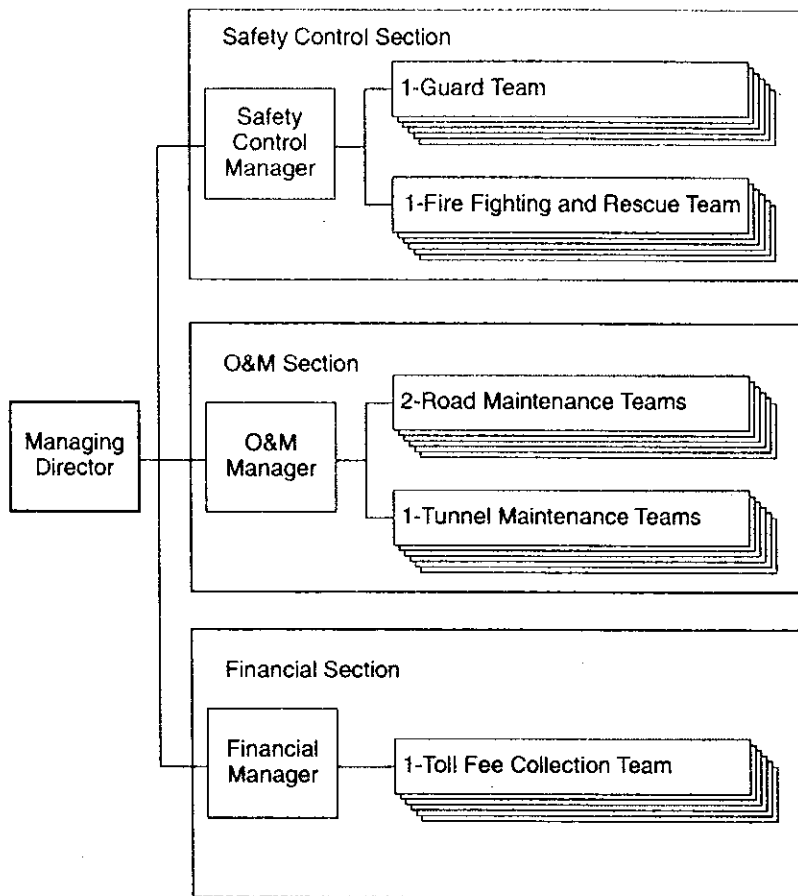 Safety Control Section
Safety
Control
Manager
1-Guard Team
1-Fire Fighting and Rescue Team
O&M Section
Managing
Director
O&M
Manager
2-Road Maintenance Teams
1-Tunnel Maintenance Teams
Financial Section
Financial
Manager
1-Toll Fee Collection Team